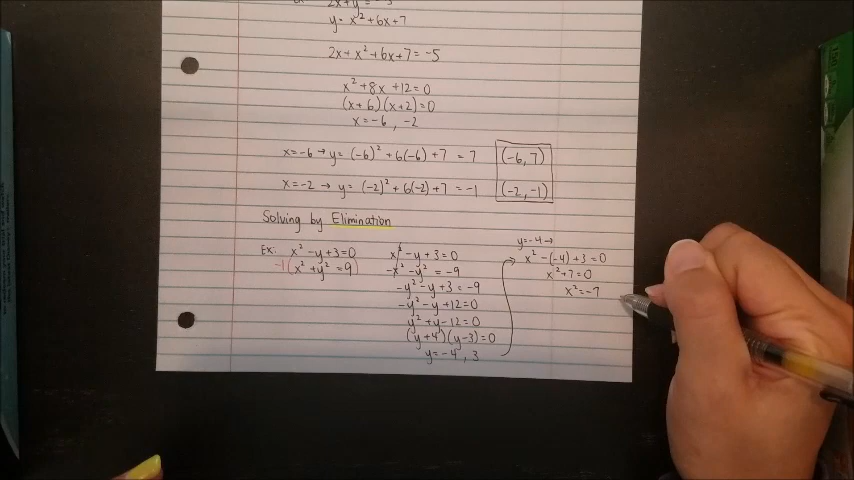 2x+y = -5
y = x² + 6x + 7
2x + x² + 6x + 7 = -5
x² + 8x + 12 = 0
(x+6)(x+2) = 0
x = -6, -2
x = -6 → y = (-6)² + 6(-6) + 7 = 7 (-6, 7)
x = -2 → y = (-2)² + 6(-2) + 7 = -1 (-2, -1)
Solving by Elimination
Ex: x² - y + 3 = 0
-1(x² + y² = 9)
x² - y + 3 = 0
-x² - y² = -9
-y² - y + 3 = -9
-y² - y + 12 = 0
y² + y - 12 = 0
(y+4)(y-3) = 0
y = -4, 3
y = -4 →
x² - (-4) + 3 = 0
x² + 7 = 0
x² = -7